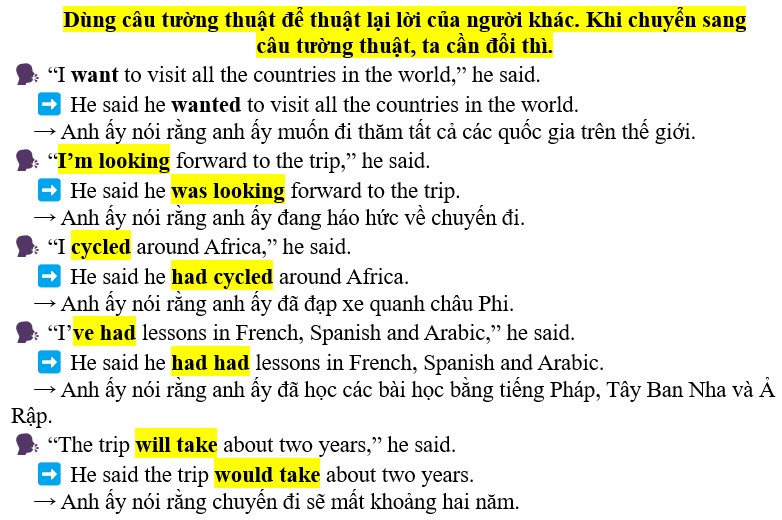 Dùng câu tường thuật để thuật lại lời của người khác. Khi chuyển sang
câu tường thuật, ta cần đổi thì.
🗣️ “I want to visit all the countries in the world,” he said.
➡️ He said he wanted to visit all the countries in the world.
→ Anh ấy nói rằng anh ấy muốn đi thăm tất cả các quốc gia trên thế giới.
🗣️ “I’m looking forward to the trip,” he said.
➡️ He said he was looking forward to the trip.
→ Anh ấy nói rằng anh ấy đang háo hức về chuyến đi.
🗣️ “I cycled around Africa,” he said.
➡️ He said he had cycled around Africa.
→ Anh ấy nói rằng anh ấy đã đạp xe quanh châu Phi.
🗣️ “I’ve had lessons in French, Spanish and Arabic,” he said.
➡️ He said he had had lessons in French, Spanish and Arabic.
→ Anh ấy nói rằng anh ấy đã học các bài học bằng tiếng Pháp, Tây Ban Nha và Ả
Rập.
🗣️ “The trip will take about two years,” he said.
➡️ He said the trip would take about two years.
→ Anh ấy nói rằng chuyến đi sẽ mất khoảng hai năm.